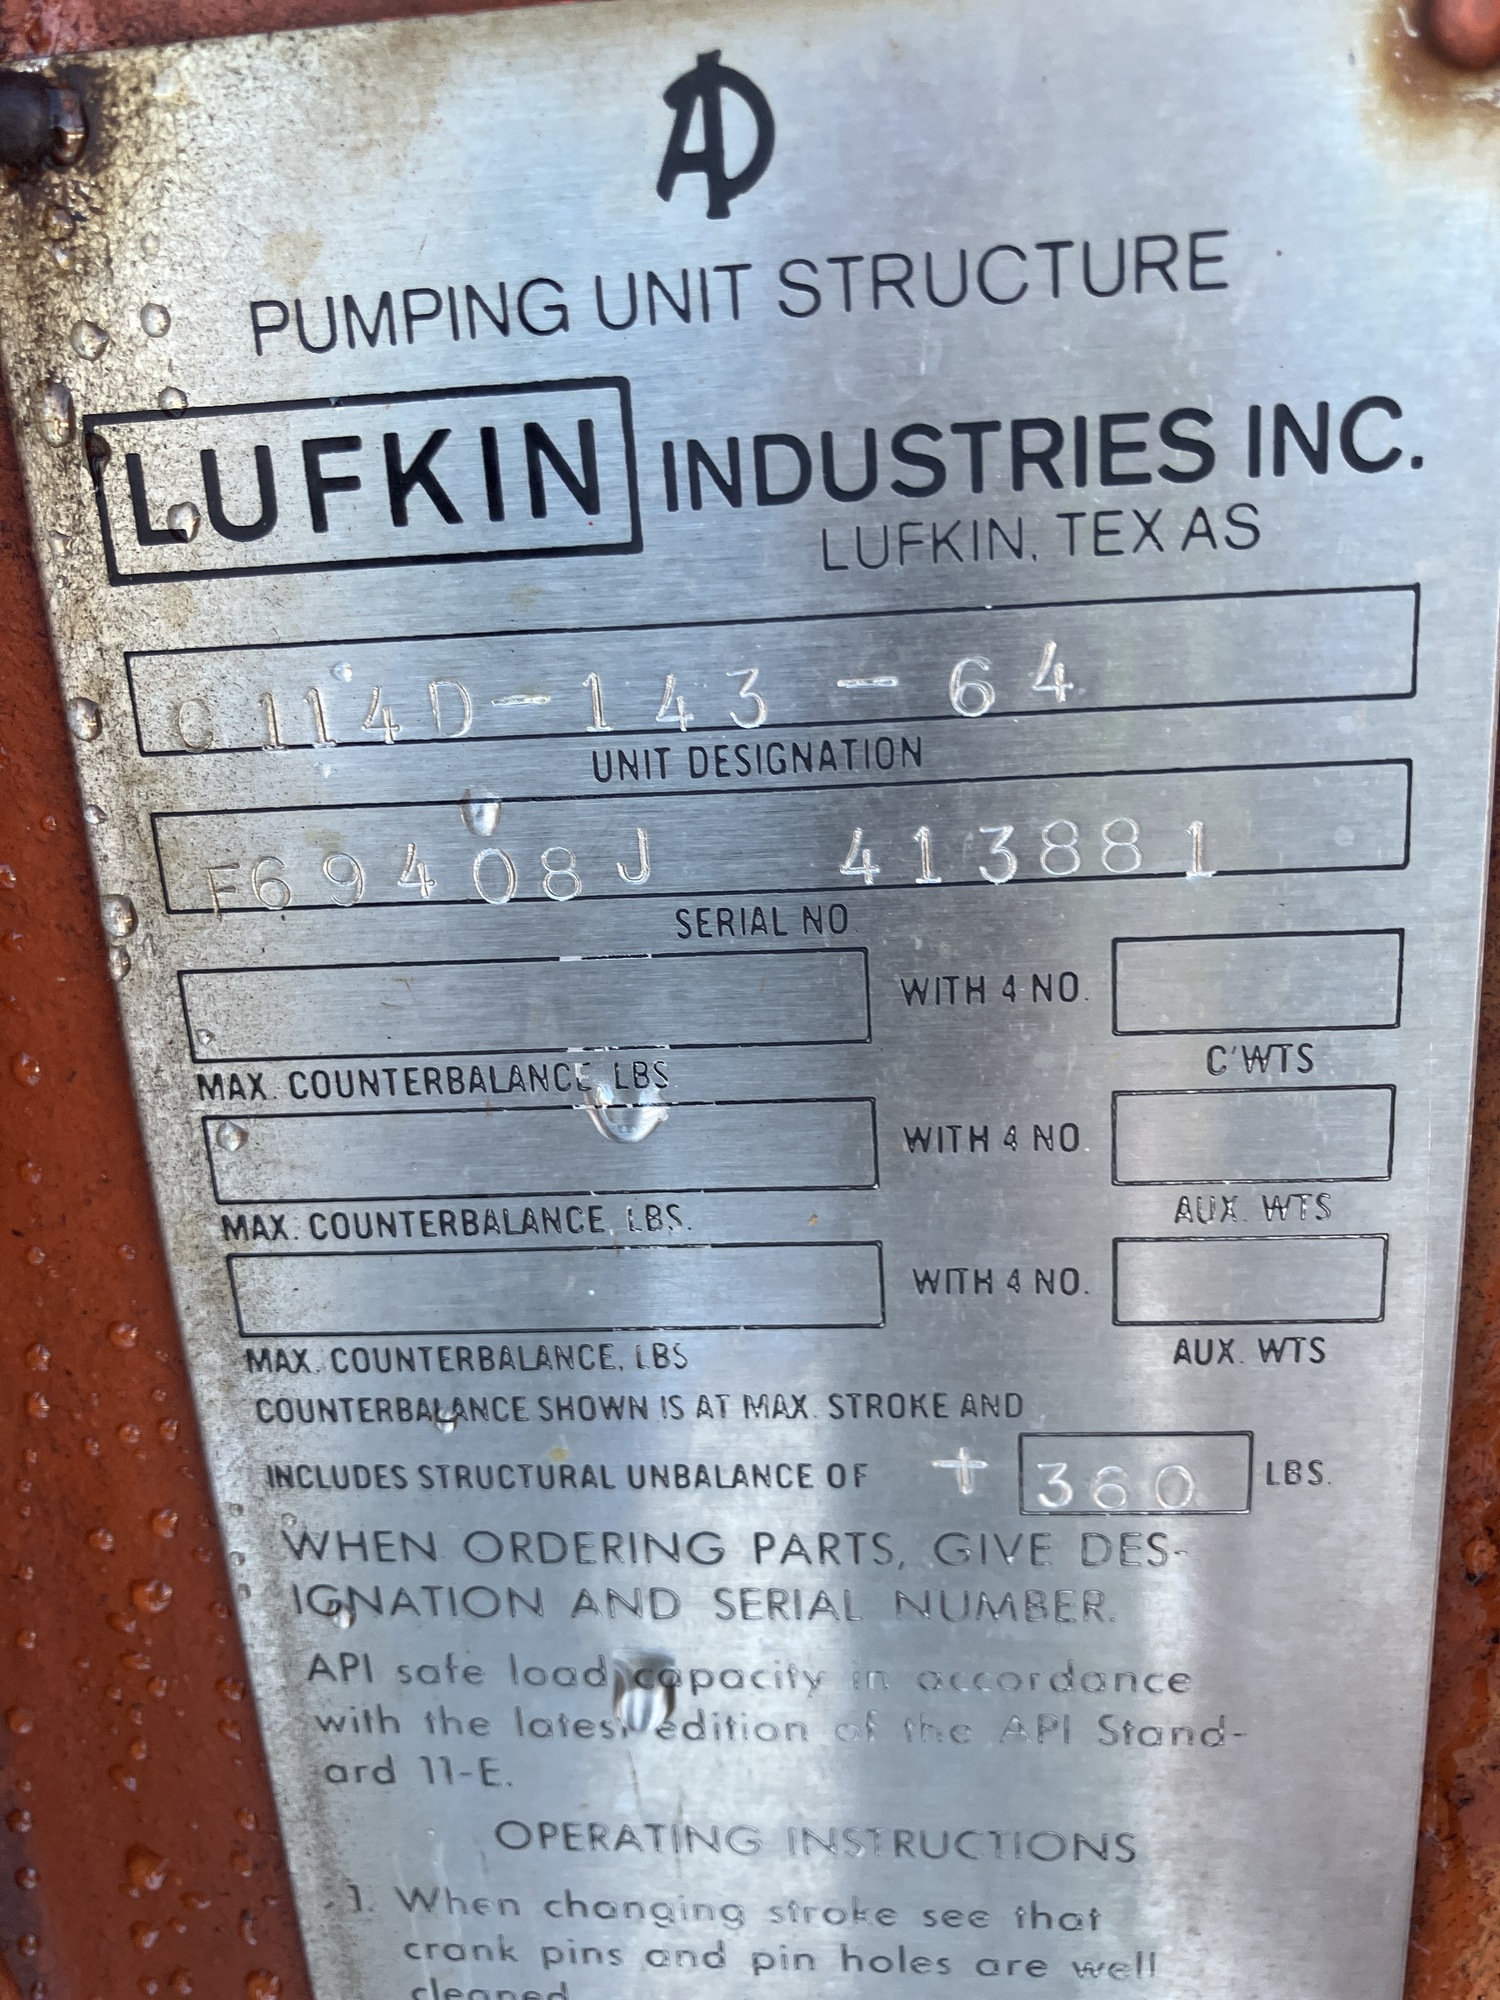 API
PUMPING UNIT STRUCTURE
LUFKIN INDUSTRIES INC.
LUFKIN, TEXAS
C114D-143-64
UNIT DESIGNATION
F69408J 413881
SERIAL NO.
WITH 4 NO.
MAX. COUNTERBALANCE, LBS
C'WTS
WITH 4 NO.
MAX. COUNTERBALANCE, LBS.
AUX. WTS
WITH 4 NO.
MAX. COUNTERBALANCE, LBS
AUX. WTS
COUNTERBALANCE SHOWN IS AT MAX. STROKE AND
INCLUDES STRUCTURAL UNBALANCE OF + 360 LBS.
WHEN ORDERING PARTS, GIVE DES-
IGNATION AND SERIAL NUMBER.
API safe load capacity in accordance
with the latest edition of the API Stand-
ard 11-E.
OPERATING INSTRUCTIONS
1. When changing stroke see that
crank pins and pin holes are well
cleaned